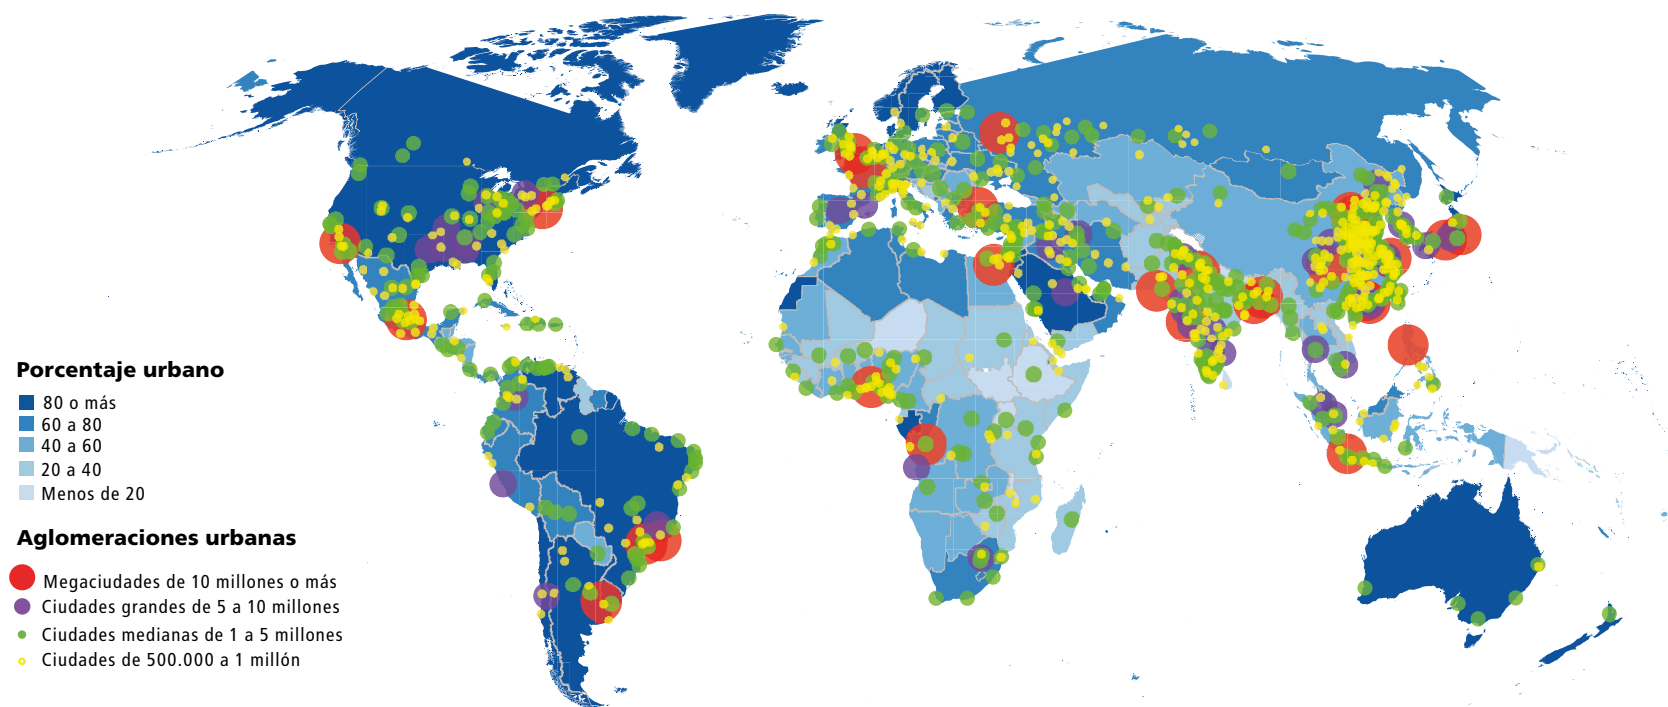 Porcentaje urbano
80 o más
60 a 80
40 a 60
20 a 40
Menos de 20
Aglomeraciones urbanas
Megaciudades de 10 millones o más
Ciudades grandes de 5 a 10 millones
Ciudades medianas de 1 a 5 millones
Ciudades de 500.000 a 1 millón